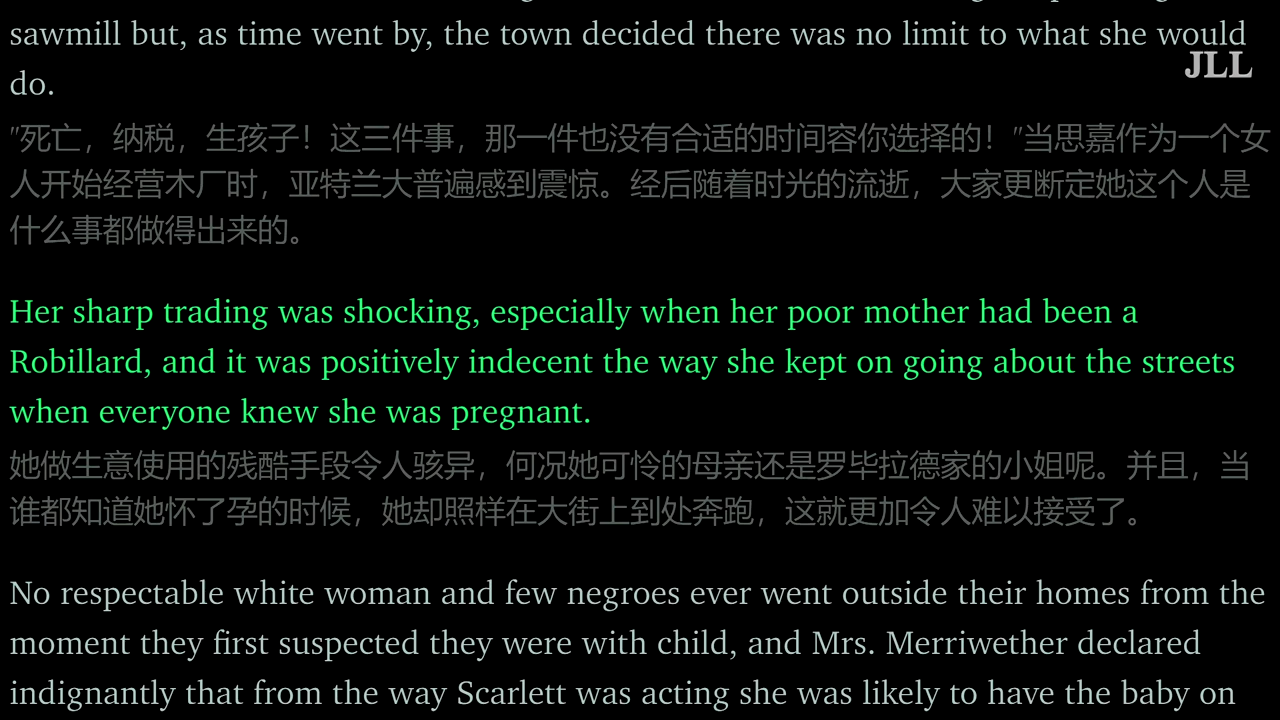 sawmill but, as time went by, the town decided there was no limit to what she would
do.
JLL
"死亡，纳税，生孩子！这三件事，那一件也没有合适的时间容你选择的！"当思嘉作为一个女
人开始经营木厂时，亚特兰大普遍感到震惊。经后随着时光的流逝，大家更断定她这个人是
什么事都做得出来的。
Her sharp trading was shocking, especially when her poor mother had been a
Robillard, and it was positively indecent the way she kept on going about the streets
when everyone knew she was pregnant.
她做生意使用的残酷手段令人骇异，何况她可怜的母亲还是罗毕拉德家的小姐呢。并且，当
谁都知道她怀了孕的时候，她却照样在大街上到处奔跑，这就更加令人难以接受了。
No respectable white woman and few negroes ever went outside their homes from the
moment they first suspected they were with child, and Mrs. Merriwether declared
indignantly that from the way Scarlett was acting she was likely to have the baby on